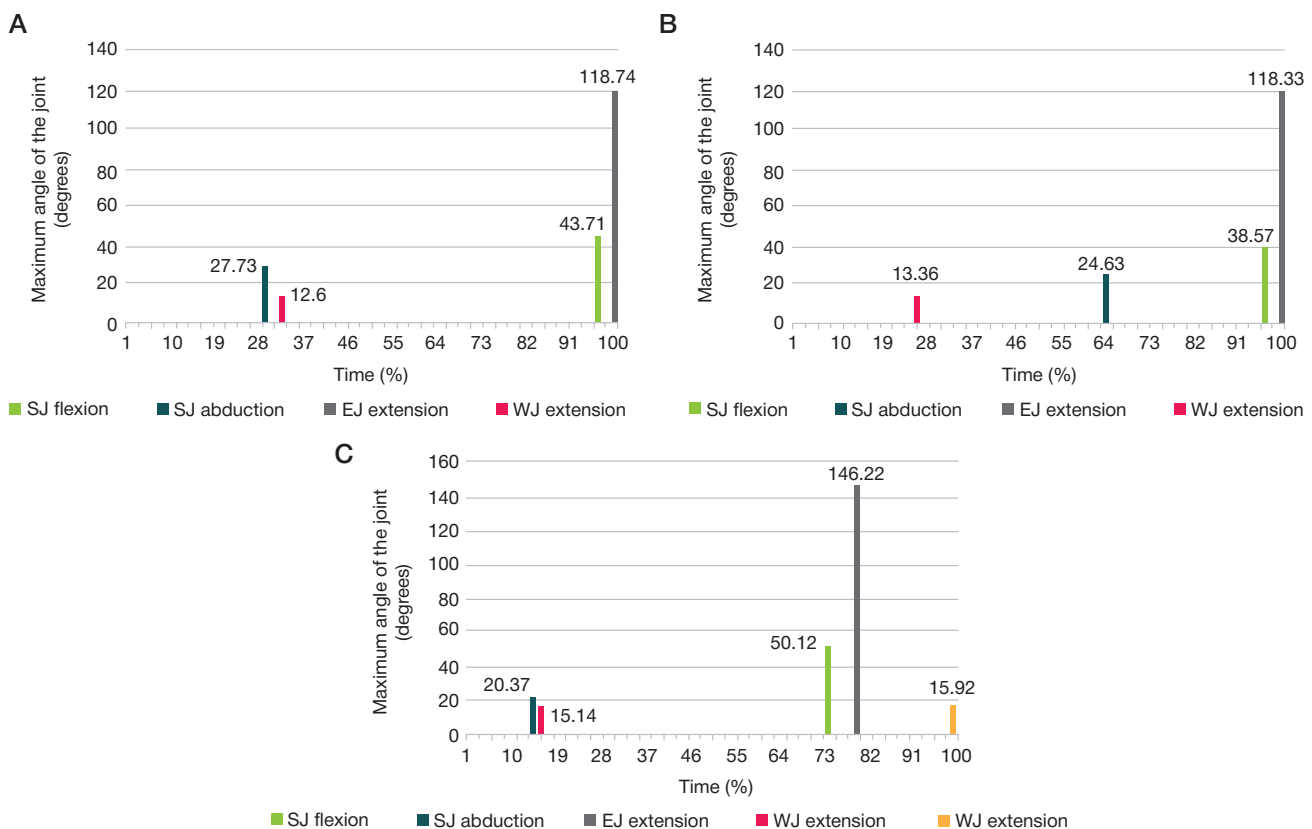 A
Maximum angle of the joint
(degrees)
140
120
100
80
60
40
20
0
118.74
43.71
27.73
12.6
1 10 19 28 37 46 55 64 73 82 91 100
Time (%)
SJ flexion SJ abduction EJ extension WJ extension
B
Maximum angle of the joint
(degrees)
140
120
100
80
60
40
20
0
118.33
38.57
24.63
13.36
1 10 19 28 37 46 55 64 73 82 91 100
Time (%)
SJ flexion SJ abduction EJ extension WJ extension
C
Maximum angle of the joint
(degrees)
160
140
120
100
80
60
40
20
0
146.22
50.12
20.37
15.14
15.92
1 10 19 28 37 46 55 64 73 82 91 100
Time (%)
SJ flexion SJ abduction EJ extension WJ extension WJ extension